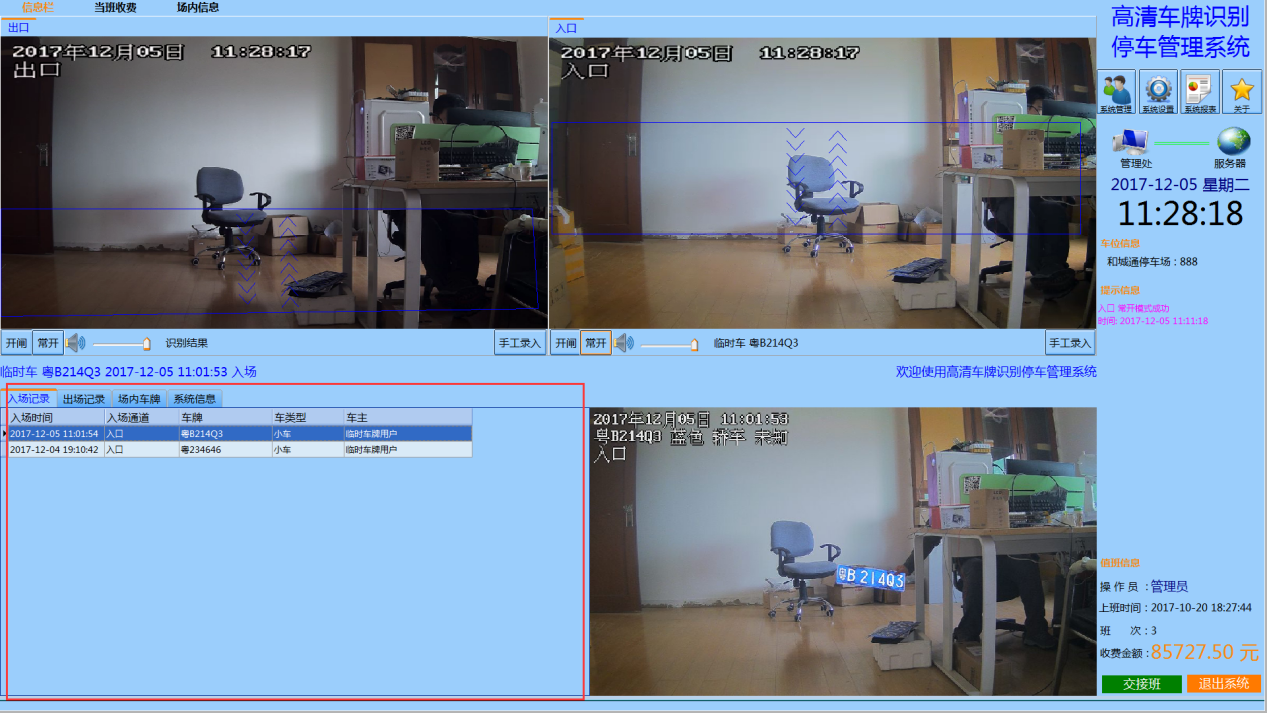 信息栏 当班收费 场内信息
高清车牌识别
停车管理系统
出口
入口
2017年12月05日 11:28:17
出口
2017年12月05日 11:28:17
入口
系统管理 系统设置 系统报表 关于
管理处 服务器
2017-12-05 星期二
11:28:18
车位信息
和城通停车场：888
提示信息
入口 常开模式成功
时间: 2017-12-05 11:11:18
开闸 常开 识别结果 手工录入
开闸 常开 临时车 粤B214Q3 手工录入
临时车 粤B214Q3 2017-12-05 11:01:53 入场
欢迎使用高清车牌识别停车管理系统
入场记录 出场记录 场内车牌 系统信息
入场时间 入场通道 车牌 车类型 车主
2017-12-05 11:01:54 入口 粤B214Q3 小车 临时车牌用户
2017-12-04 19:10:42 入口 粤234646 小车 临时车牌用户
2017年12月05日 11:01:53
粤B214Q3 蓝色 轿车 未知
入口
粤B 214Q3
值班信息
操 作 员 ：管理员
上班时间：2017-10-20 18:27:44
班 次：3
收费金额：85727.50 元
交接班 退出系统